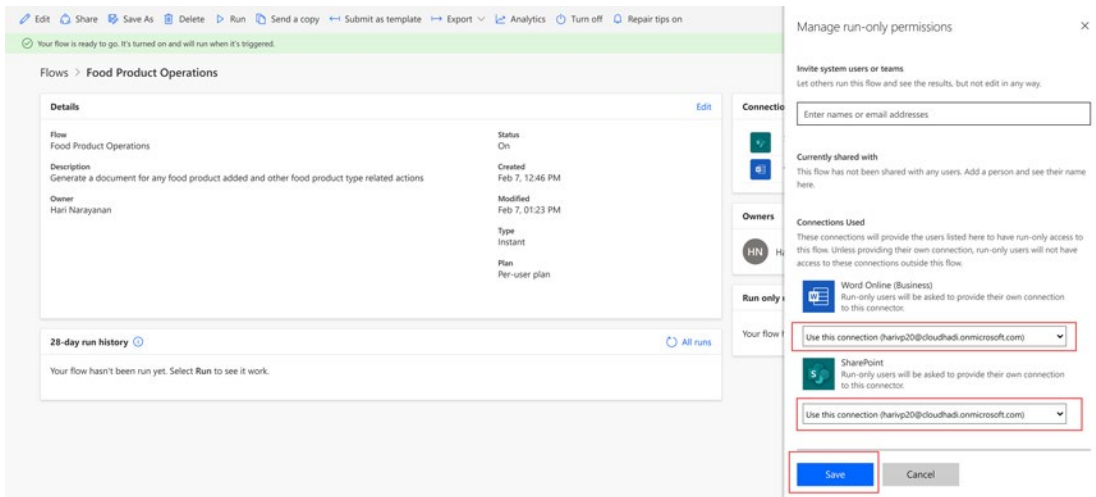 Edit Share Save As Delete Run Send a copy Submit as template Export Analytics Turn off Repair tips on
Your flow is ready to go. It's turned on and will run when it's triggered.
Flows > Food Product Operations
Details Edit
Flow
Food Product Operations
Description
Generate a document for any food product added and other food product type related actions
Owner
Hari Narayanan
Status
On
Created
Feb 7, 12:46 PM
Modified
Feb 7, 01:23 PM
Type
Instant
Plan
Per-user plan
28-day run history All runs
Your flow hasn't been run yet. Select Run to see it work.
Connectio
Owners
HN Ha
Run only
Your flow
Manage run-only permissions
Invite system users or teams
Let others run this flow and see the results, but not edit in any way.
Enter names or email addresses
Currently shared with
This flow has not been shared with any users. Add a person and see their name
here.
Connections Used
These connections will provide the users listed here to have run-only access to
this flow. Unless providing their own connection, run-only users will not have
access to these connections outside this flow.
Word Online (Business)
Run-only users will be asked to provide their own connection
to this connector.
Use this connection (harivp20@cloudhadi.onmicrosoft.com)
SharePoint
Run-only users will be asked to provide their own connection
to this connector.
Use this connection (harivp20@cloudhadi.onmicrosoft.com)
Save Cancel